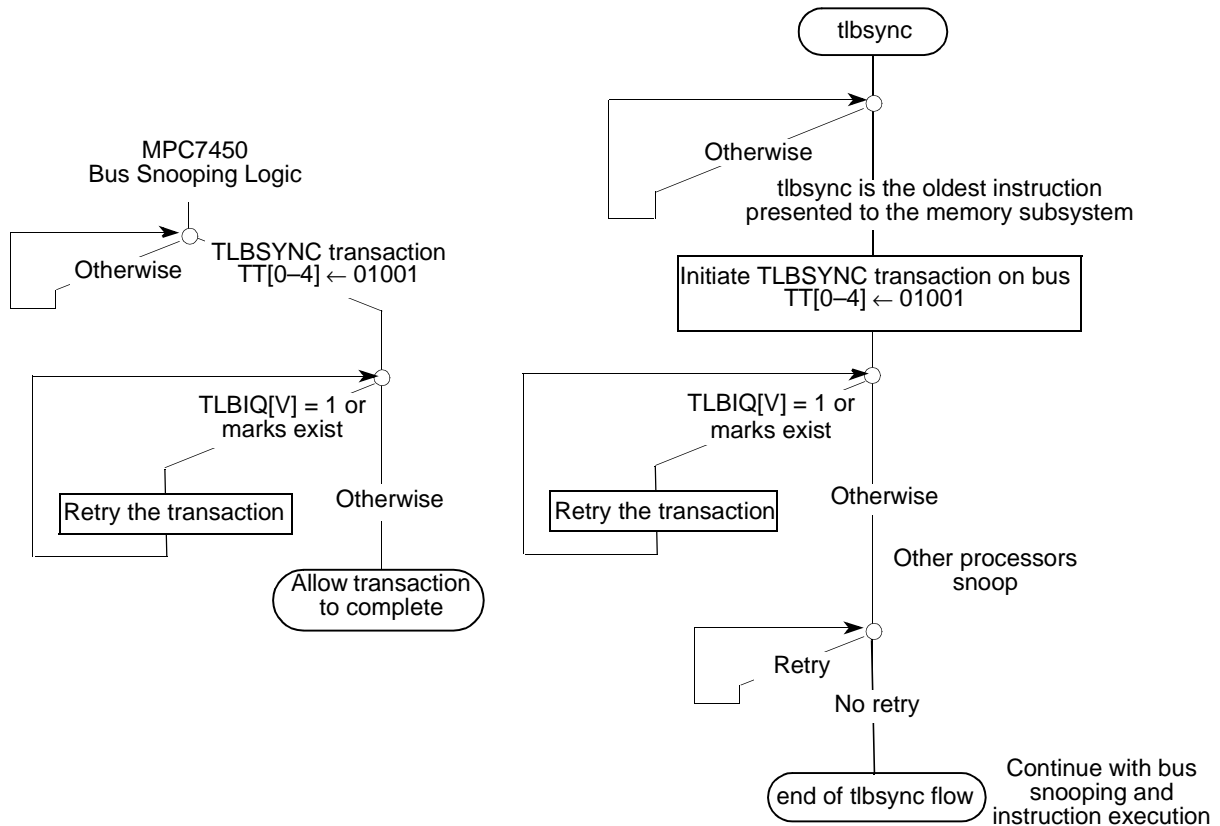 MPC7450
Bus Snooping Logic
Otherwise
TLBSYNC transaction
TT[0–4] ← 01001
TLBIQ[V] = 1 or
marks exist
Retry the transaction
Otherwise
Allow transaction
to complete
tlbsync
Otherwise
tlbsync is the oldest instruction
presented to the memory subsystem
Initiate TLBSYNC transaction on bus
TT[0–4] ← 01001
TLBIQ[V] = 1 or
marks exist
Retry the transaction
Otherwise
Other processors
snoop
Retry
No retry
end of tlbsync flow
Continue with bus
snooping and
instruction execution